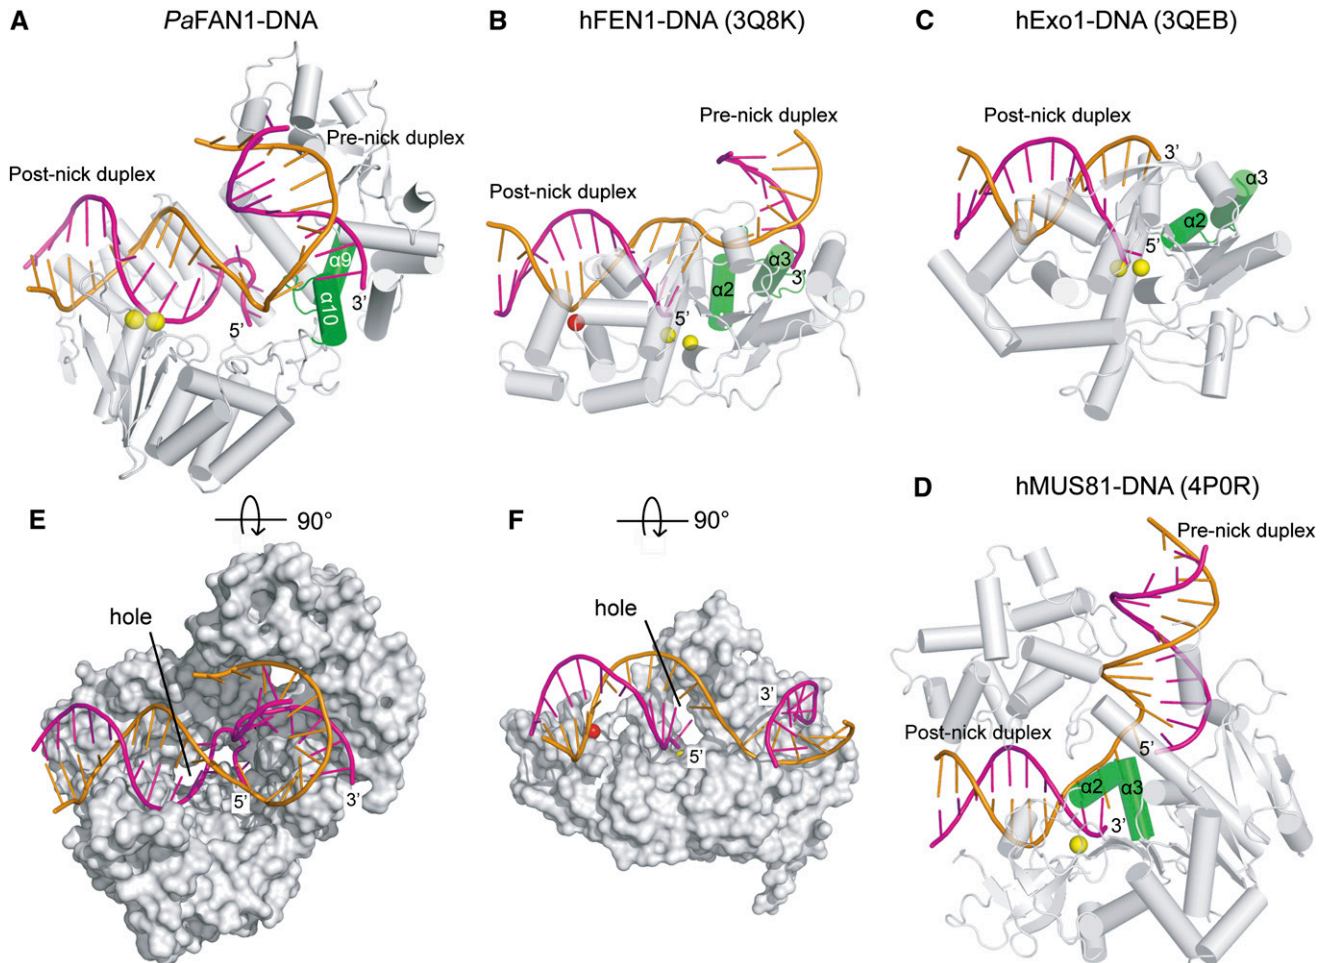 A PaFAN1-DNA
Post-nick duplex
Pre-nick duplex
α9
α10
5'
3'
B hFEN1-DNA (3Q8K)
Pre-nick duplex
Post-nick duplex
α2
α3
3'
5'
C hExo1-DNA (3QEB)
Post-nick duplex
3'
α3
α2
5'
D hMUS81-DNA (4P0R)
Pre-nick duplex
Post-nick duplex
5'
α2
α3
3'
E
90°
hole
5'
3'
F
90°
hole
3'
5'